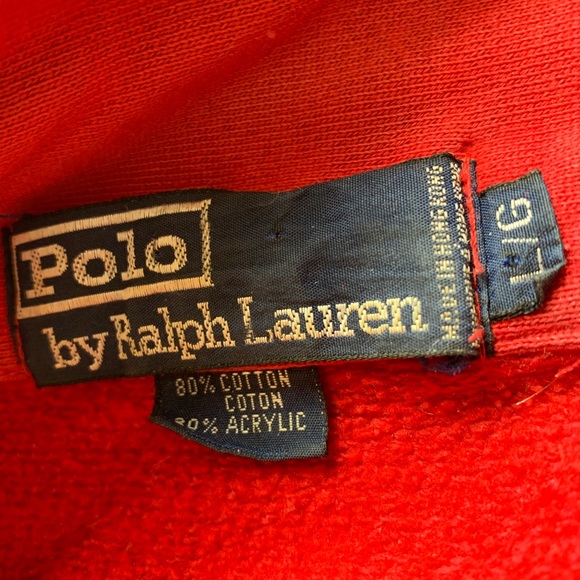 Polo
by Ralph Lauren
MADE IN HONG KONG
L/G
80% COTTON
COTON
% ACRYLIC